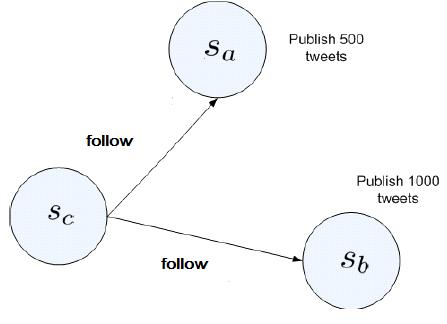 s_a
Publish 500
tweets
follow
Publish 1000
tweets
s_c
s_b
follow